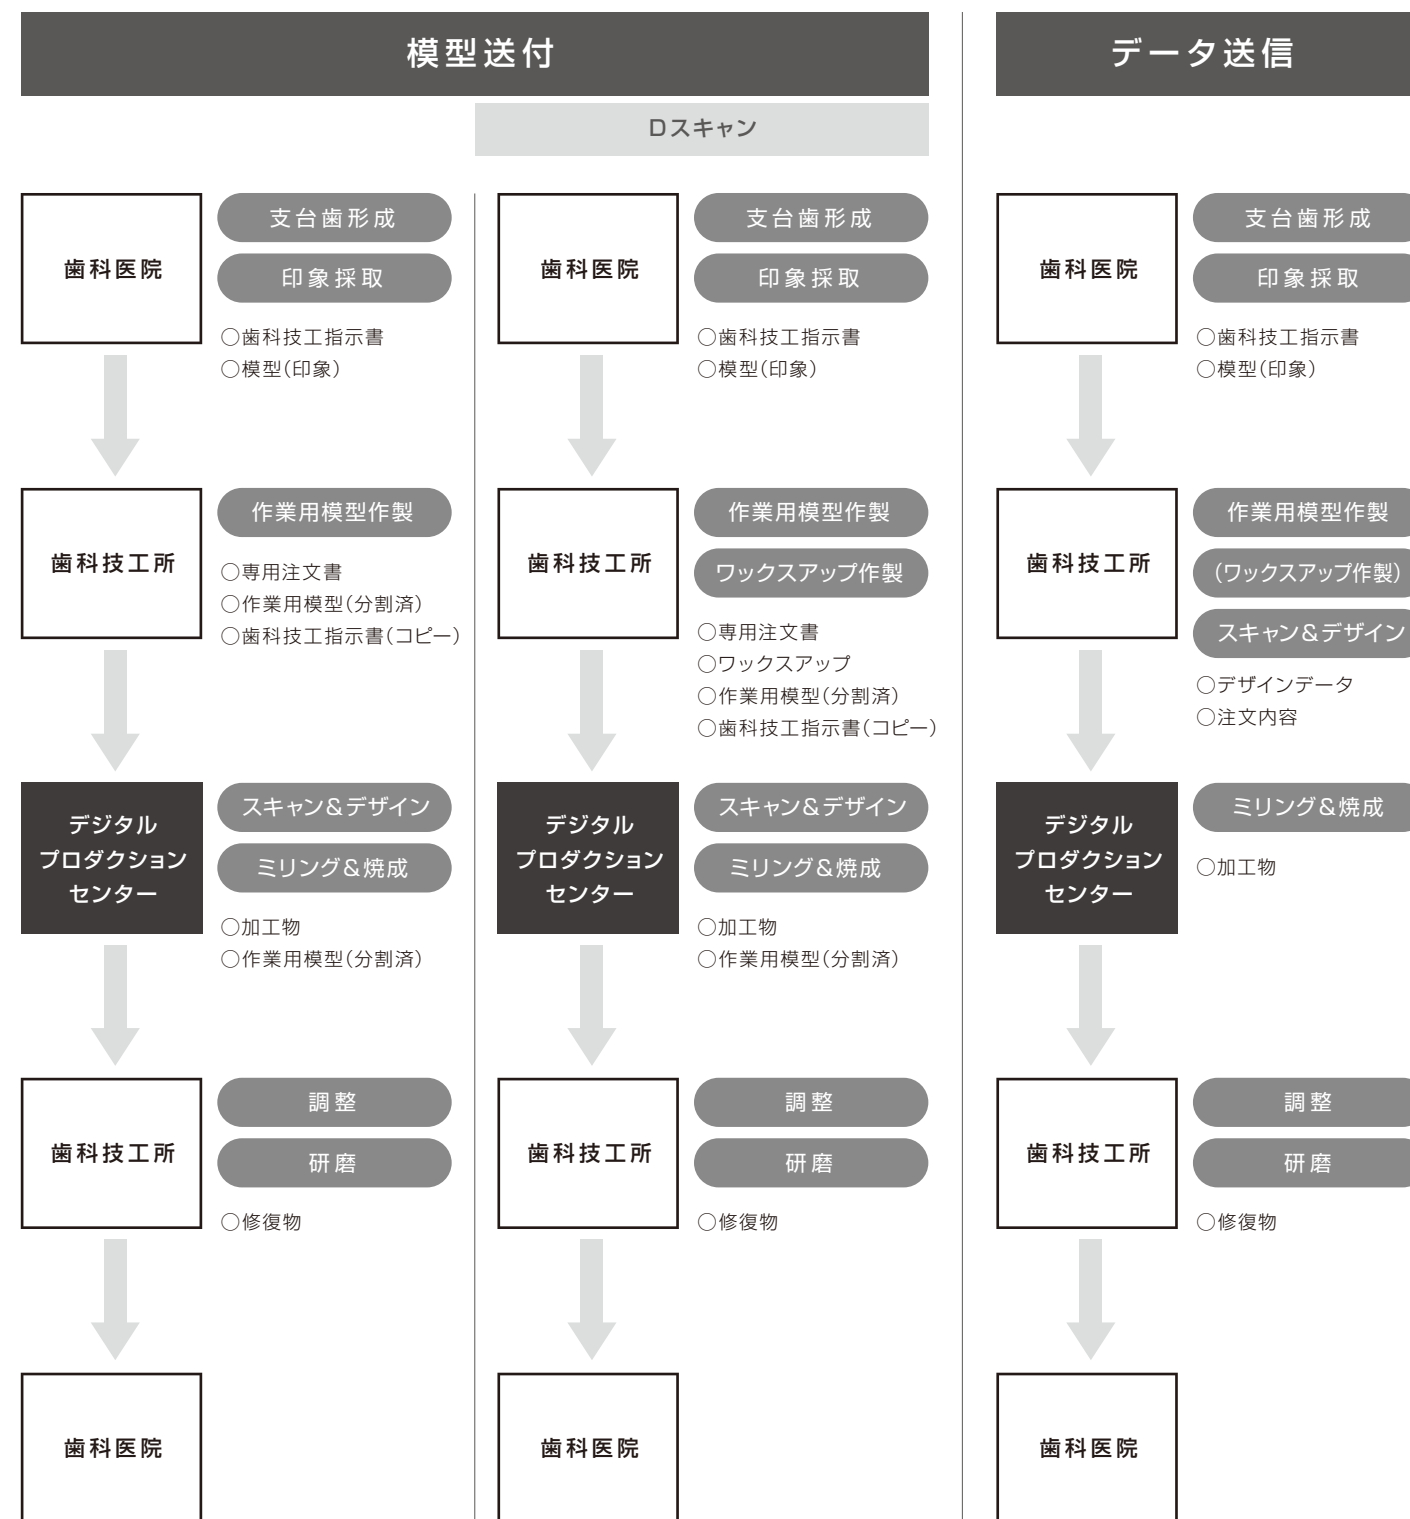 模型送付
Dスキャン
歯科医院
支台歯形成
印象採取
○歯科技工指示書
○模型(印象)
歯科技工所
作業用模型作製
○専用注文書
○作業用模型(分割済)
○歯科技工指示書(コピー)
デジタル
プロダクション
センター
スキャン&デザイン
ミリング&焼成
○加工物
○作業用模型(分割済)
歯科技工所
調整
研磨
○修復物
歯科医院
歯科医院
支台歯形成
印象採取
○歯科技工指示書
○模型(印象)
歯科技工所
作業用模型作製
ワックスアップ作製
○専用注文書
○ワックスアップ
○作業用模型(分割済)
○歯科技工指示書(コピー)
デジタル
プロダクション
センター
スキャン&デザイン
ミリング&焼成
○加工物
○作業用模型(分割済)
歯科技工所
調整
研磨
○修復物
歯科医院
データ送信
歯科医院
支台歯形成
印象採取
○歯科技工指示書
○模型(印象)
歯科技工所
作業用模型作製
(ワックスアップ作製)
スキャン&デザイン
○デザインデータ
○注文内容
デジタル
プロダクション
センター
ミリング&焼成
○加工物
歯科技工所
調整
研磨
○修復物
歯科医院